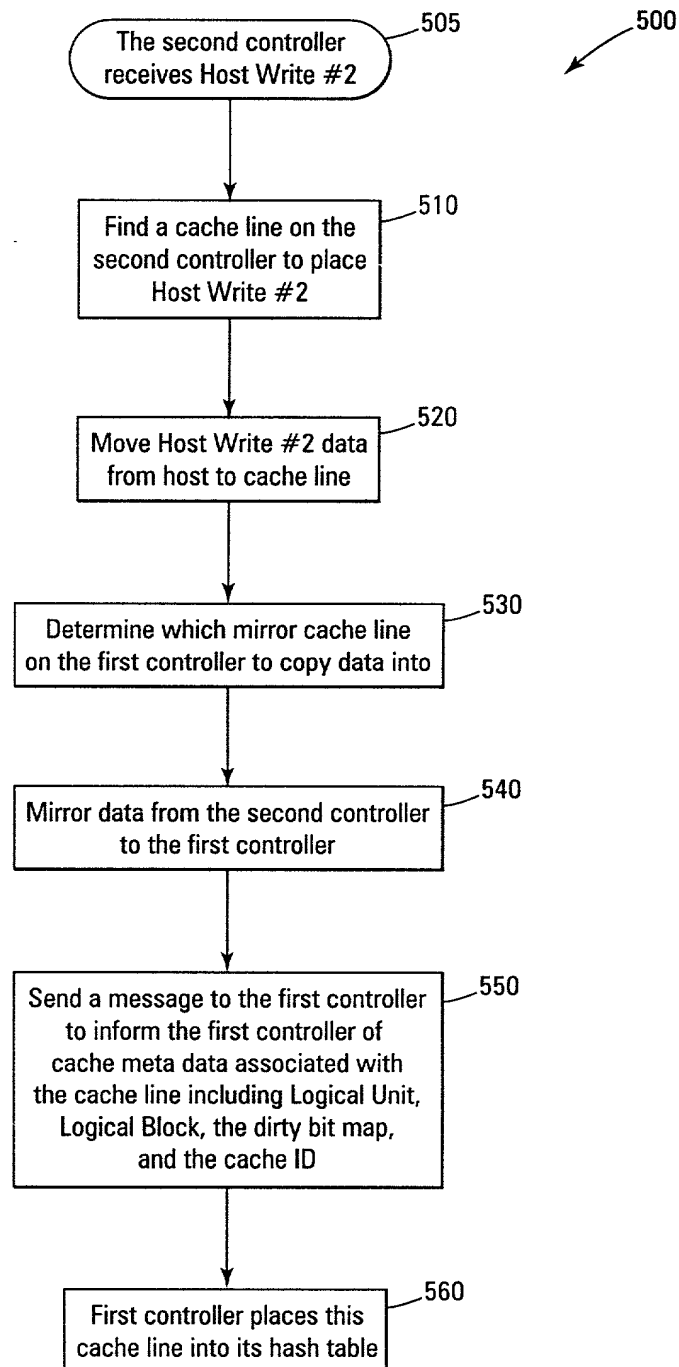 500
505
The second controller
receives Host Write #2
510
Find a cache line on the
second controller to place
Host Write #2
520
Move Host Write #2 data
from host to cache line
530
Determine which mirror cache line
on the first controller to copy data into
540
Mirror data from the second controller
to the first controller
550
Send a message to the first controller
to inform the first controller of
cache meta data associated with
the cache line including Logical Unit,
Logical Block, the dirty bit map,
and the cache ID
560
First controller places this
cache line into its hash table